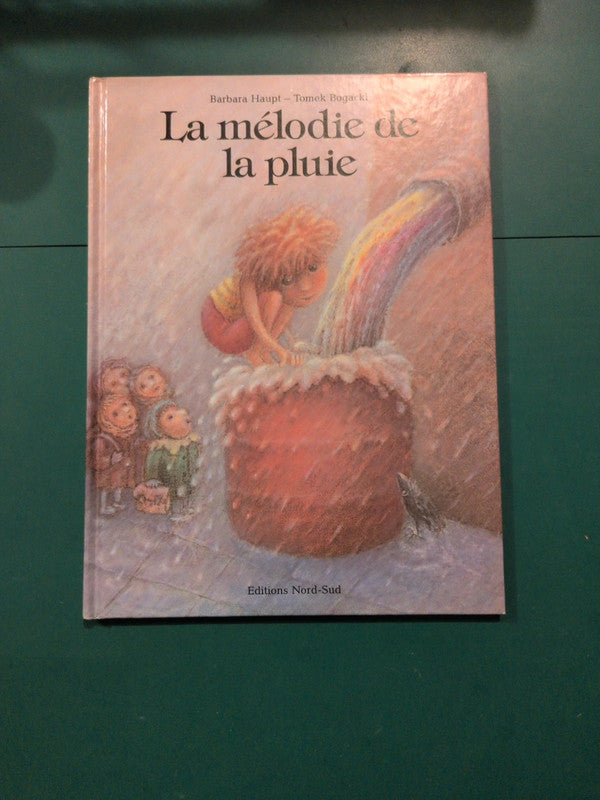 Barbara Haupt – Tomek Bogacki
La mélodie de
la pluie
Editions Nord-Sud